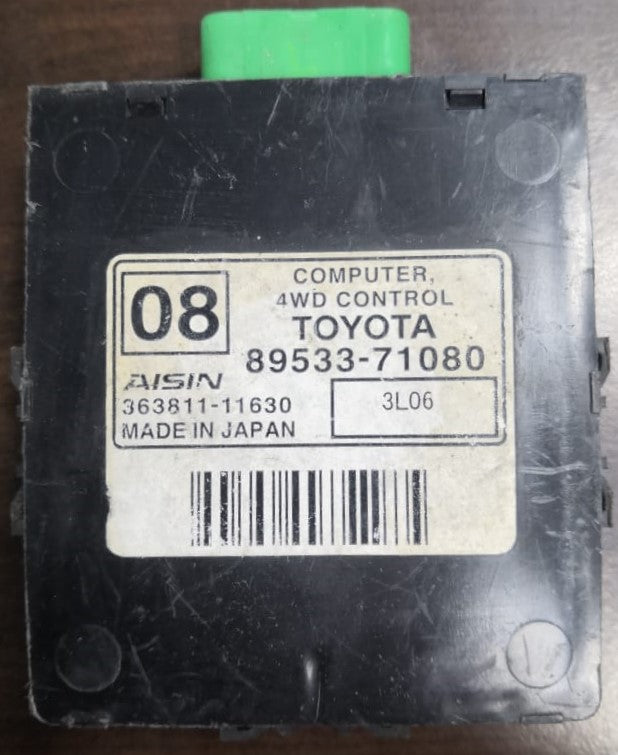 08
COMPUTER,
4WD CONTROL
TOYOTA
89533-71080
AISIN
363811-11630
3L06
MADE IN JAPAN